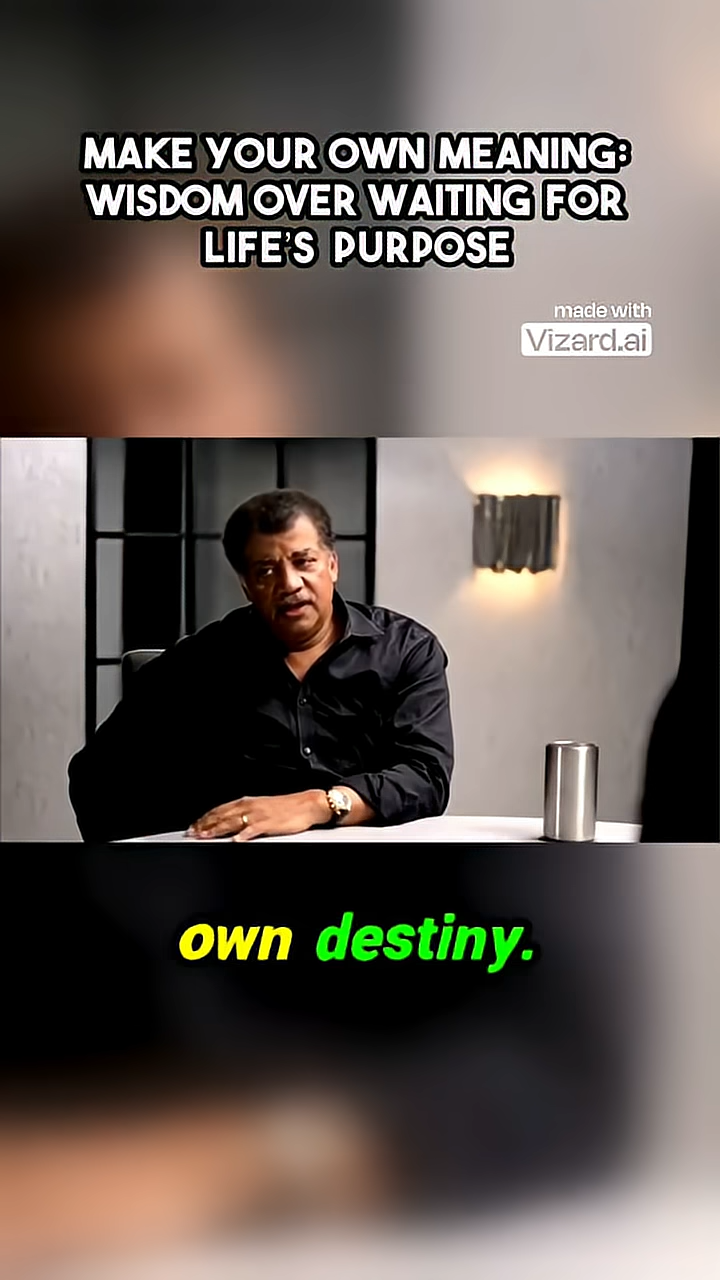 MAKE YOUR OWN MEANING:
WISDOM OVER WAITING FOR
LIFE'S PURPOSE
made with
Vizard.ai
own destiny.